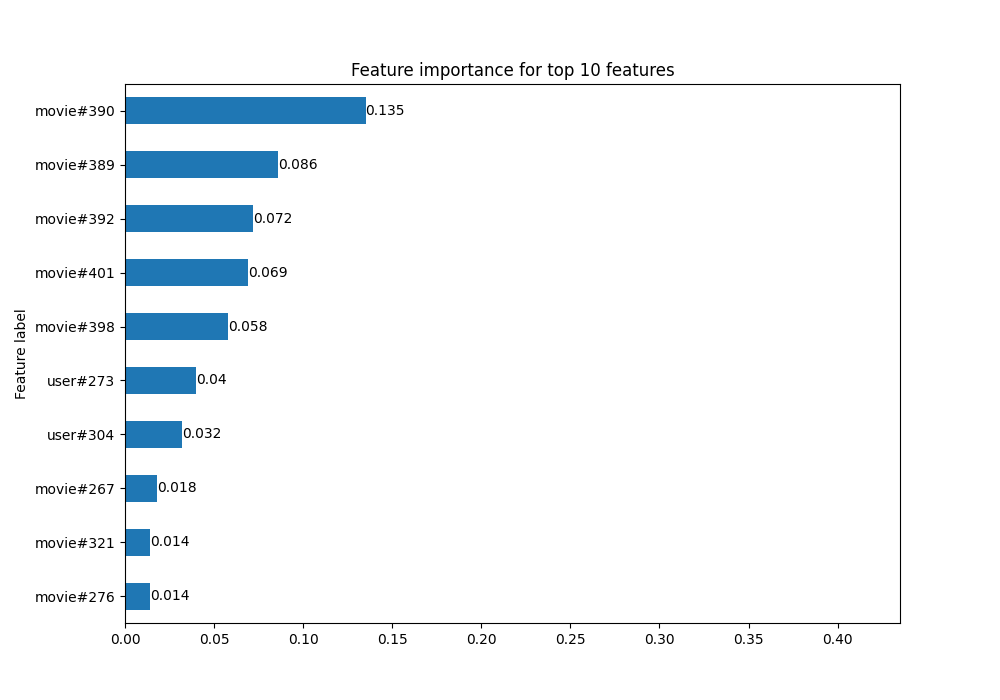 Feature importance for top 10 features
Feature label
movie#390 0.135
movie#389 0.086
movie#392 0.072
movie#401 0.069
movie#398 0.058
user#273 0.04
user#304 0.032
movie#267 0.018
movie#321 0.014
movie#276 0.014
0.00 0.05 0.10 0.15 0.20 0.25 0.30 0.35 0.40